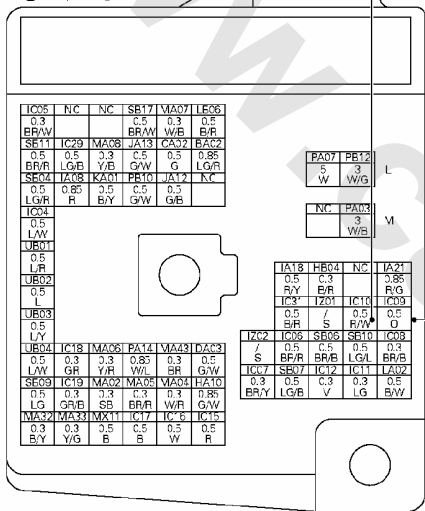 IC05 NC NC SB17 MA07 LE06
0.3 0.5 0.3 0.5
BR/W BR/W W/B B/R
SE11 IC29 MA08 JA13 CA02 BAC2
0.5 0.5 0.3 0.5 0.5 0.85
BR/R LG/B Y/B G/W G LG/R
SE04 IA08 KA01 PB10 JA12 NC
0.5 0.85 0.5 0.5 0.5
LG/R R B/Y G/W G/B
IC04
0.5
L/W
UB01
0.5
L/R
UB02
0.5
L
UB03
0.5
L/Y
UB04 IC18 MA06 PA14 MA43 DA03
0.5 0.3 0.3 0.85 0.3 0.5
L/W GR Y/R W/L BR G/W
SE09 IC19 MA02 MA05 MA04 HA10
0.5 0.3 0.3 0.3 0.3 0.85
LG GR/B SB BR/R W/R G/W
MA32 MA33 MX11 IC17 IC16 IC15
0.3 0.3 0.5 0.5 0.5 0.5
B/Y Y/G B B W R
PA07 PB12
5 3
W W/G
L
NC PA03
3
W/B
M
IA18 HB04 NC IA21
0.5 0.3 0.85
R/Y B/R R/G
IC31 IZ01 IC10 IC09
0.5 / 0.5 0.5
B/R S R/W O
IZ02 IC06 SB06 SB10 IC08
/ 0.5 0.5 0.5 0.3
S BR/R BR/B LG/L BR/B
ICC7 SB07 IC12 IC11 LA02
0.3 0.5 0.3 0.3 0.5
BR/Y LG/B V LG B/W